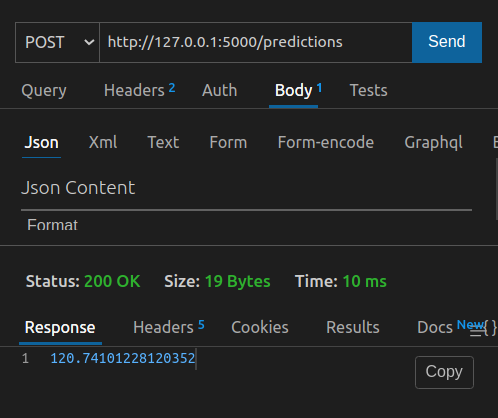 POST http://127.0.0.1:5000/predictions Send
Query Headers 2 Auth Body 1 Tests
Json Xml Text Form Form-encode Graphql
Json Content
Format
Status: 200 OK Size: 19 Bytes Time: 10 ms
Response Headers 5 Cookies Results Docs New {}
1 120.74101228120352
Copy